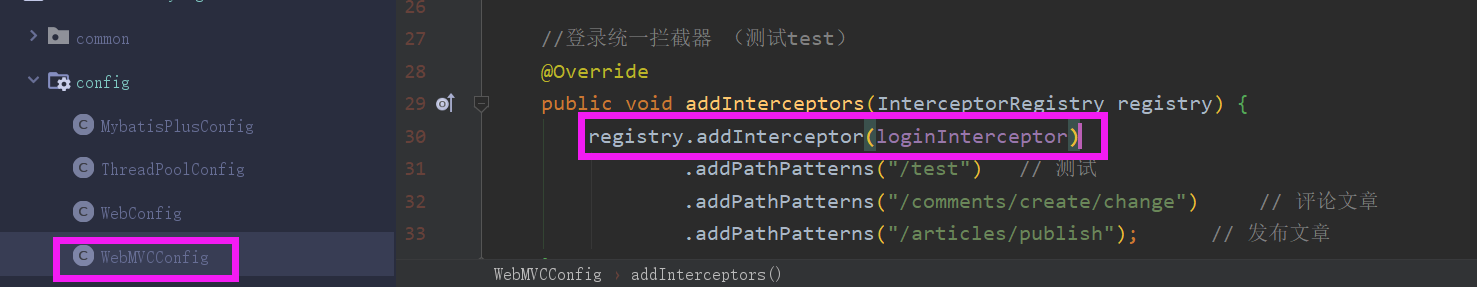 common
config
MybatisPlusConfig
ThreadPoolConfig
WebConfig
WebMVCConfig
26
27 //登录统一拦截器 （测试test）
28 @Override
29 public void addInterceptors(InterceptorRegistry registry) {
30 registry.addInterceptor(loginInterceptor)
31 .addPathPatterns("/test") // 测试
32 .addPathPatterns("/comments/create/change") // 评论文章
33 .addPathPatterns("/articles/publish"); // 发布文章
WebMVCConfig › addInterceptors()